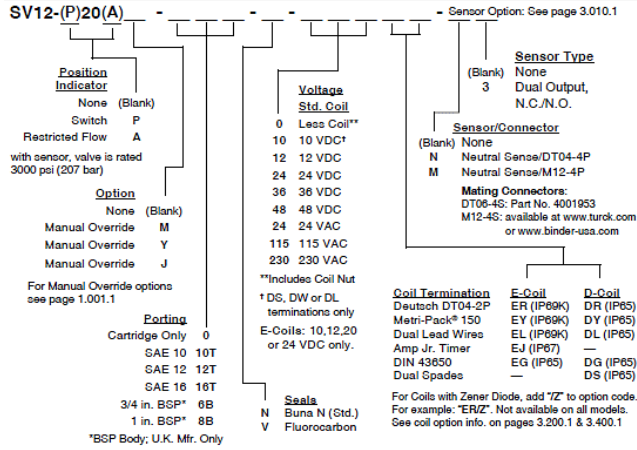 SV12-(P)20(A)__ - ____ - __ - ______ ____ - __ __ Sensor Option: See page 3.010.1
Position
Indicator
None (Blank)
Switch P
Restricted Flow A
with sensor, valve is rated
3000 psi (207 bar)
Option
None (Blank)
Manual Override M
Manual Override Y
Manual Override J
For Manual Override options
see page 1.001.1
Porting
Cartridge Only 0
SAE 10 10T
SAE 12 12T
SAE 16 16T
3/4 in. BSP* 6B
1 in. BSP* 8B
*BSP Body; U.K. Mfr. Only
Voltage
Std. Coil
0 Less Coil**
10 10 VDC†
12 12 VDC
24 24 VDC
36 36 VDC
48 48 VDC
24 24 VAC
115 115 VAC
230 230 VAC
**Includes Coil Nut
† DS, DW or DL
terminations only
E-Coils: 10,12,20
or 24 VDC only.
Seals
N Buna N (Std.)
V Fluorocarbon
Sensor Type
(Blank) None
3 Dual Output,
N.C./N.O.
Sensor/Connector
(Blank) None
N Neutral Sense/DT04-4P
M Neutral Sense/M12-4P
Mating Connectors:
DT06-4S: Part No. 4001953
M12-4S: available at www.turck.com
or www.binder-usa.com
Coil Termination E-Coil D-Coil
Deutsch DT04-2P ER (IP69K) DR (IP65)
Metri-Pack® 150 EY (IP69K) DY (IP65)
Dual Lead Wires EL (IP69K) DL (IP65)
Amp Jr. Timer EJ (IP67) —
DIN 43650 EG (IP65) DG (IP65)
Dual Spades — DS (IP65)
For Coils with Zener Diode, add "/Z" to option code.
For example: "ER/Z". Not available on all models.
See coil option info. on pages 3.200.1 & 3.400.1